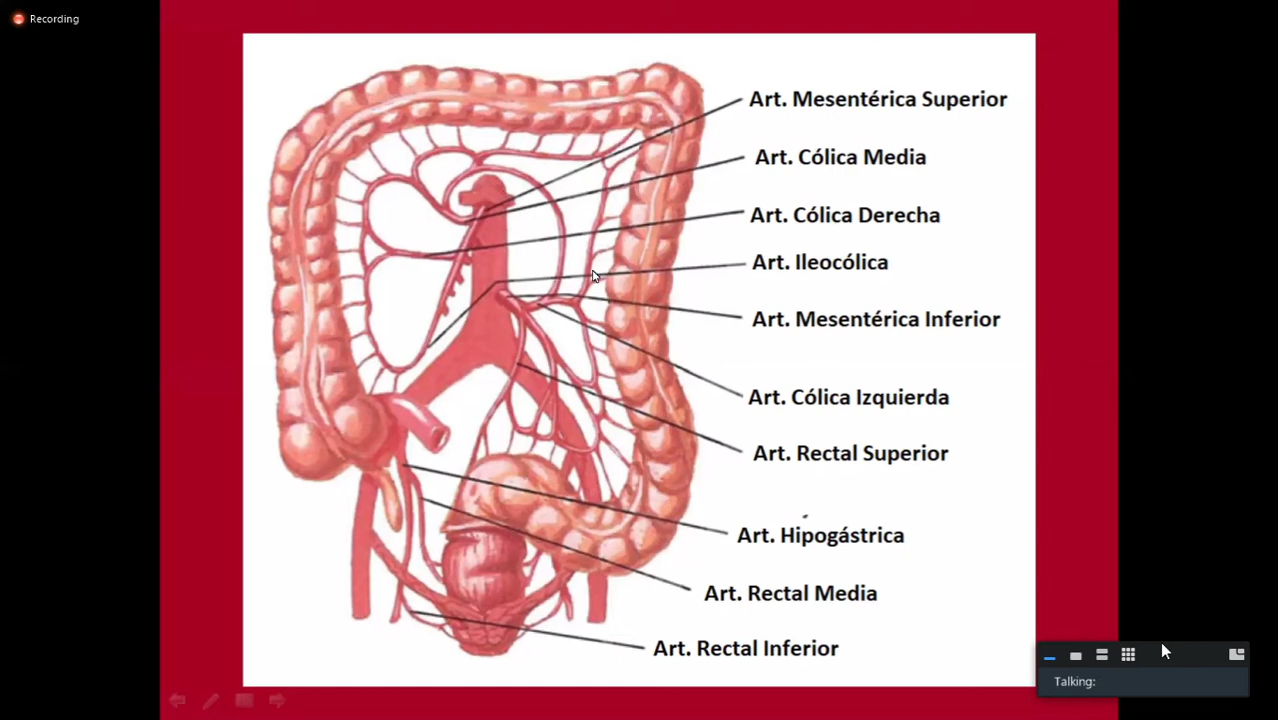 Recording
Art. Mesentérica Superior
Art. Cólica Media
Art. Cólica Derecha
Art. Ileocólica
Art. Mesentérica Inferior
Art. Cólica Izquierda
Art. Rectal Superior
Art. Hipogástrica
Art. Rectal Media
Art. Rectal Inferior
Talking: